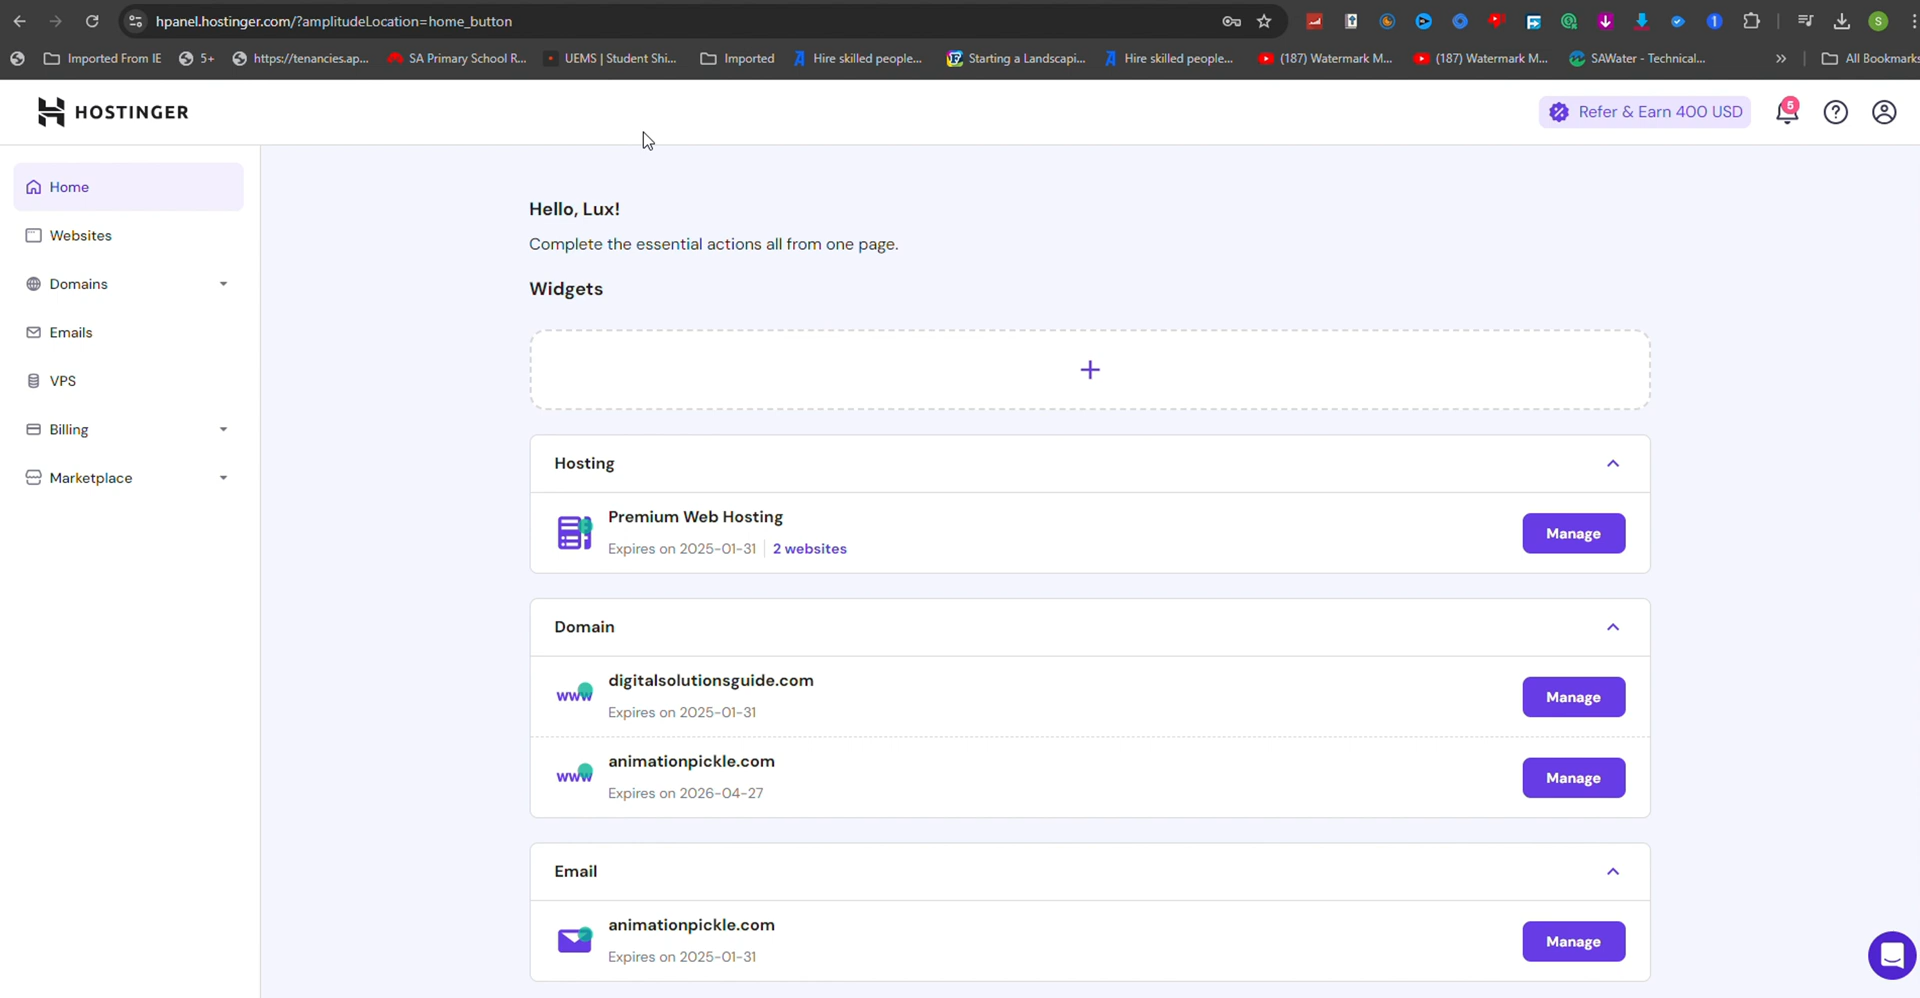 hpanel.hostinger.com/?amplitudeLocation=home_button
S
Imported From IE
5+
https://tenancies.ap...
SA Primary School R...
UEMS | Student Shi...
Imported
Hire skilled people...
Starting a Landscapi...
Hire skilled people...
(187) Watermark M...
(187) Watermark M...
SAWater - Technical...
»
All Bookmarks
HOSTINGER
Refer & Earn 400 USD
5
Home
Websites
Domains
Emails
VPS
Billing
Marketplace
Hello, Lux!
Complete the essential actions all from one page.
Widgets
+
Hosting
Premium Web Hosting
Expires on 2025-01-31
2 websites
Manage
Domain
www
digitalsolutionsguide.com
Expires on 2025-01-31
Manage
www
animationpickle.com
Expires on 2026-04-27
Manage
Email
animationpickle.com
Expires on 2025-01-31
Manage